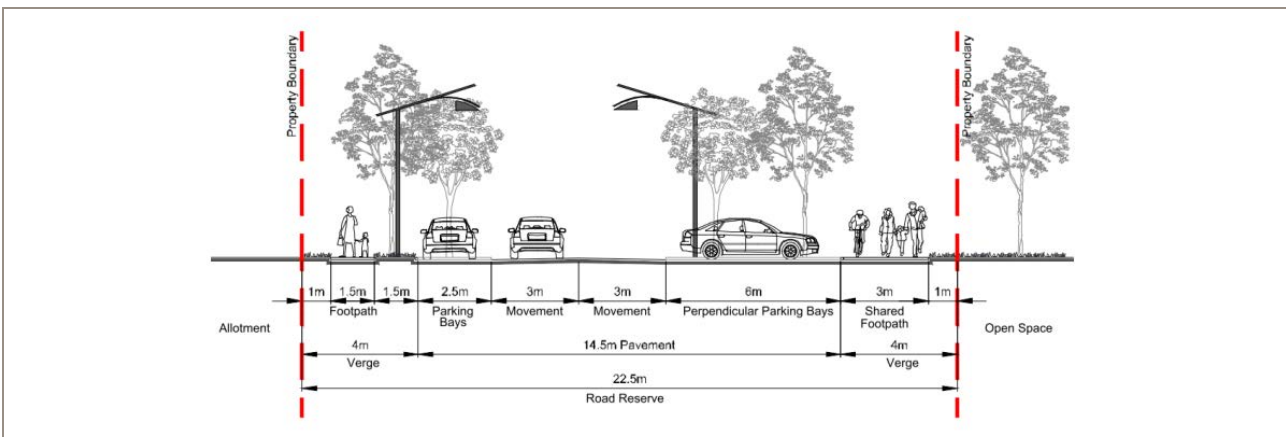 Property Boundary
Property Boundary
1m 1.5m 1.5m 2.5m 3m 3m 6m 3m 1m
Footpath Parking Movement Movement Perpendicular Parking Bays Shared
Bays Footpath
Allotment Open Space
4m 14.5m Pavement 4m
Verge Verge
22.5m
Road Reserve